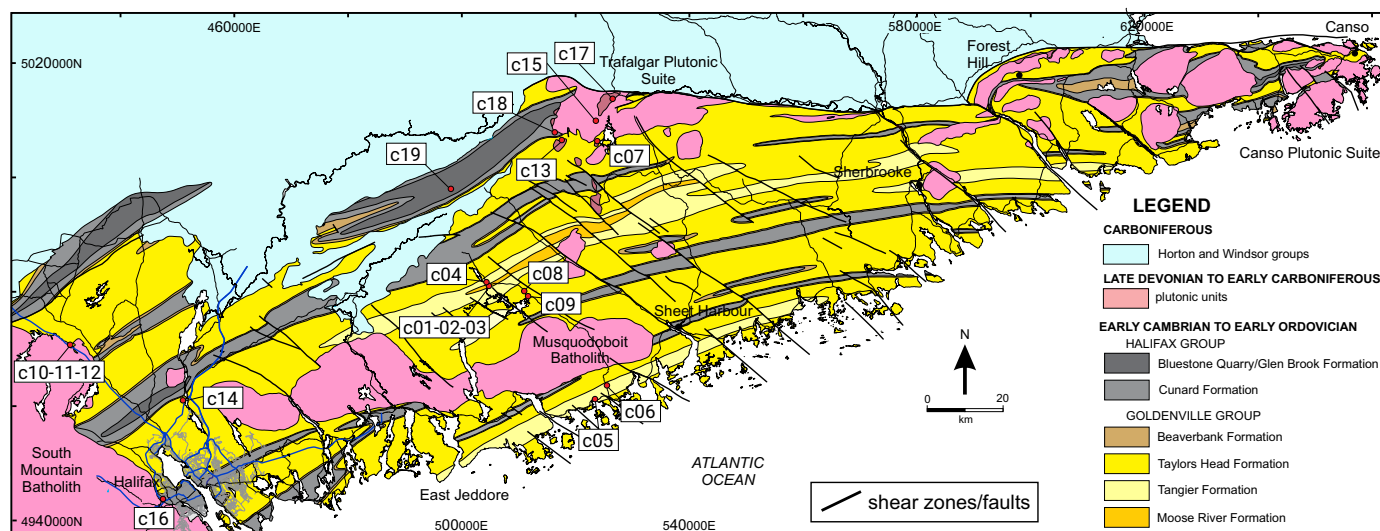 460000E
580000E
620000E
Canso
5020000N
c17
Forest
Hill
Trafalgar Plutonic
Suite
c15
c18
c19
c13
c07
Canso Plutonic Suite
Sherbrooke
LEGEND
CARBONIFEROUS
Horton and Windsor groups
LATE DEVONIAN TO EARLY CARBONIFEROUS
plutonic units
EARLY CAMBRIAN TO EARLY ORDOVICIAN
HALIFAX GROUP
Bluestone Quarry/Glen Brook Formation
Cunard Formation
GOLDENVILLE GROUP
Beaverbank Formation
Taylors Head Formation
Tangier Formation
Moose River Formation
c04
c08
c09
c01-02-03
Sheet Harbour
Musquodoboit
Batholith
N
0
20
km
c10-11-12
c14
c06
c05
South
Mountain
Batholith
Halifax
c16
East Jeddore
ATLANTIC
OCEAN
shear zones/faults
4940000N
500000E
540000E